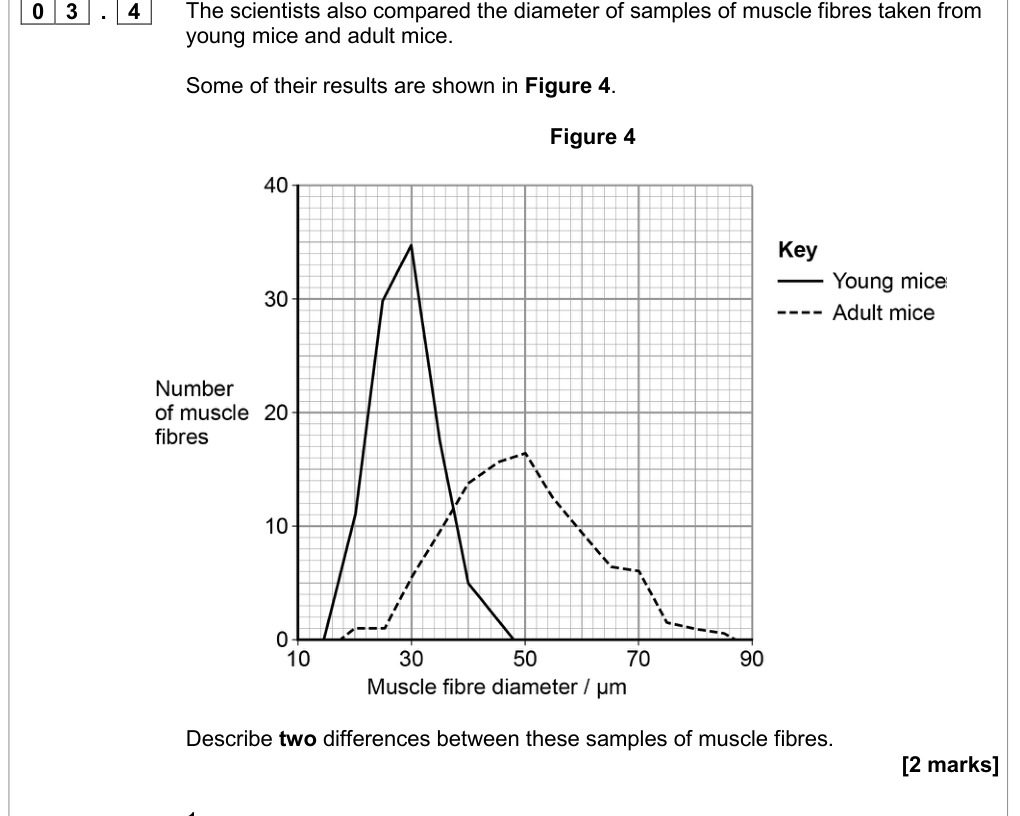 0 3 . 4 The scientists also compared the diameter of samples of muscle fibres taken from
young mice and adult mice.
Some of their results are shown in Figure 4.
Figure 4
40
30
20
10
0
Number
of muscle
fibres
10 30 50 70 90
Muscle fibre diameter / µm
Key
Young mice
Adult mice
Describe two differences between these samples of muscle fibres.
[2 marks]